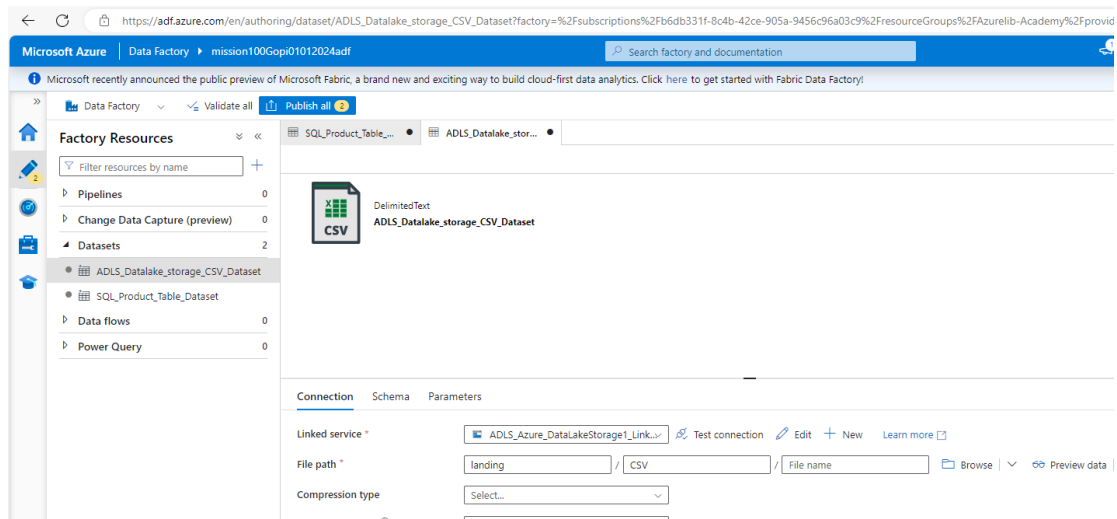 https://adf.azure.com/en/authoring/dataset/ADLS_Datalake_storage_CSV_Dataset?factory=%2Fsubscriptions%2Fb6db331f-8c4b-42ce-905a-9456c96a03c9%2FresourceGroups%2FAzurelib-Academy%2Fprovid
Microsoft Azure Data Factory mission100Gopi01012024adf Search factory and documentation 1
Microsoft recently announced the public preview of Microsoft Fabric, a brand new and exciting way to build cloud-first data analytics. Click here to get started with Fabric Data Factory!
Data Factory Validate all Publish all 2
Factory Resources
SQL_Product_Table_... ADLS_Datalake_stor...
Filter resources by name
2
Pipelines 0
Change Data Capture (preview) 0
Datasets 2
ADLS_Datalake_storage_CSV_Dataset
SQL_Product_Table_Dataset
Data flows 0
Power Query 0
CSV
DelimitedText
ADLS_Datalake_storage_CSV_Dataset
Connection Schema Parameters
Linked service * ADLS_Azure_DataLakeStorage1_Link... Test connection Edit New Learn more
File path * landing / CSV / File name Browse Preview data
Compression type Select...